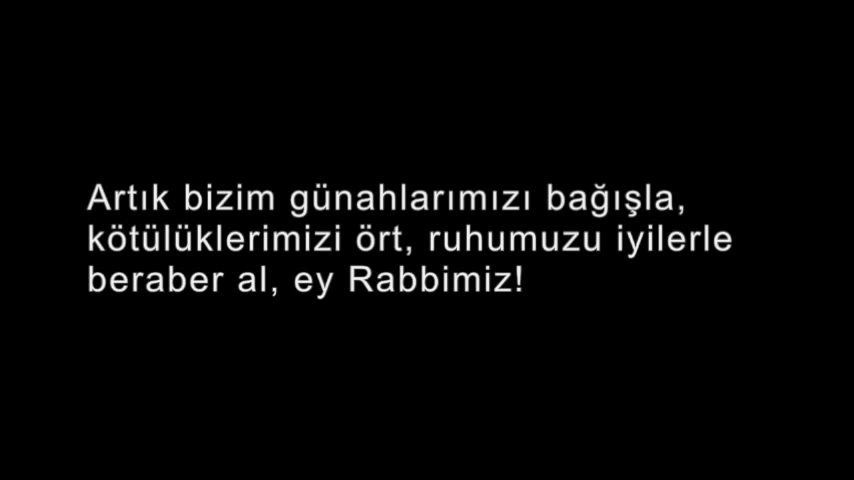 Artık bizim günahlarımızı bağışla,
kötülüklerimizi ört, ruhumuzu iyilerle
beraber al, ey Rabbimiz!